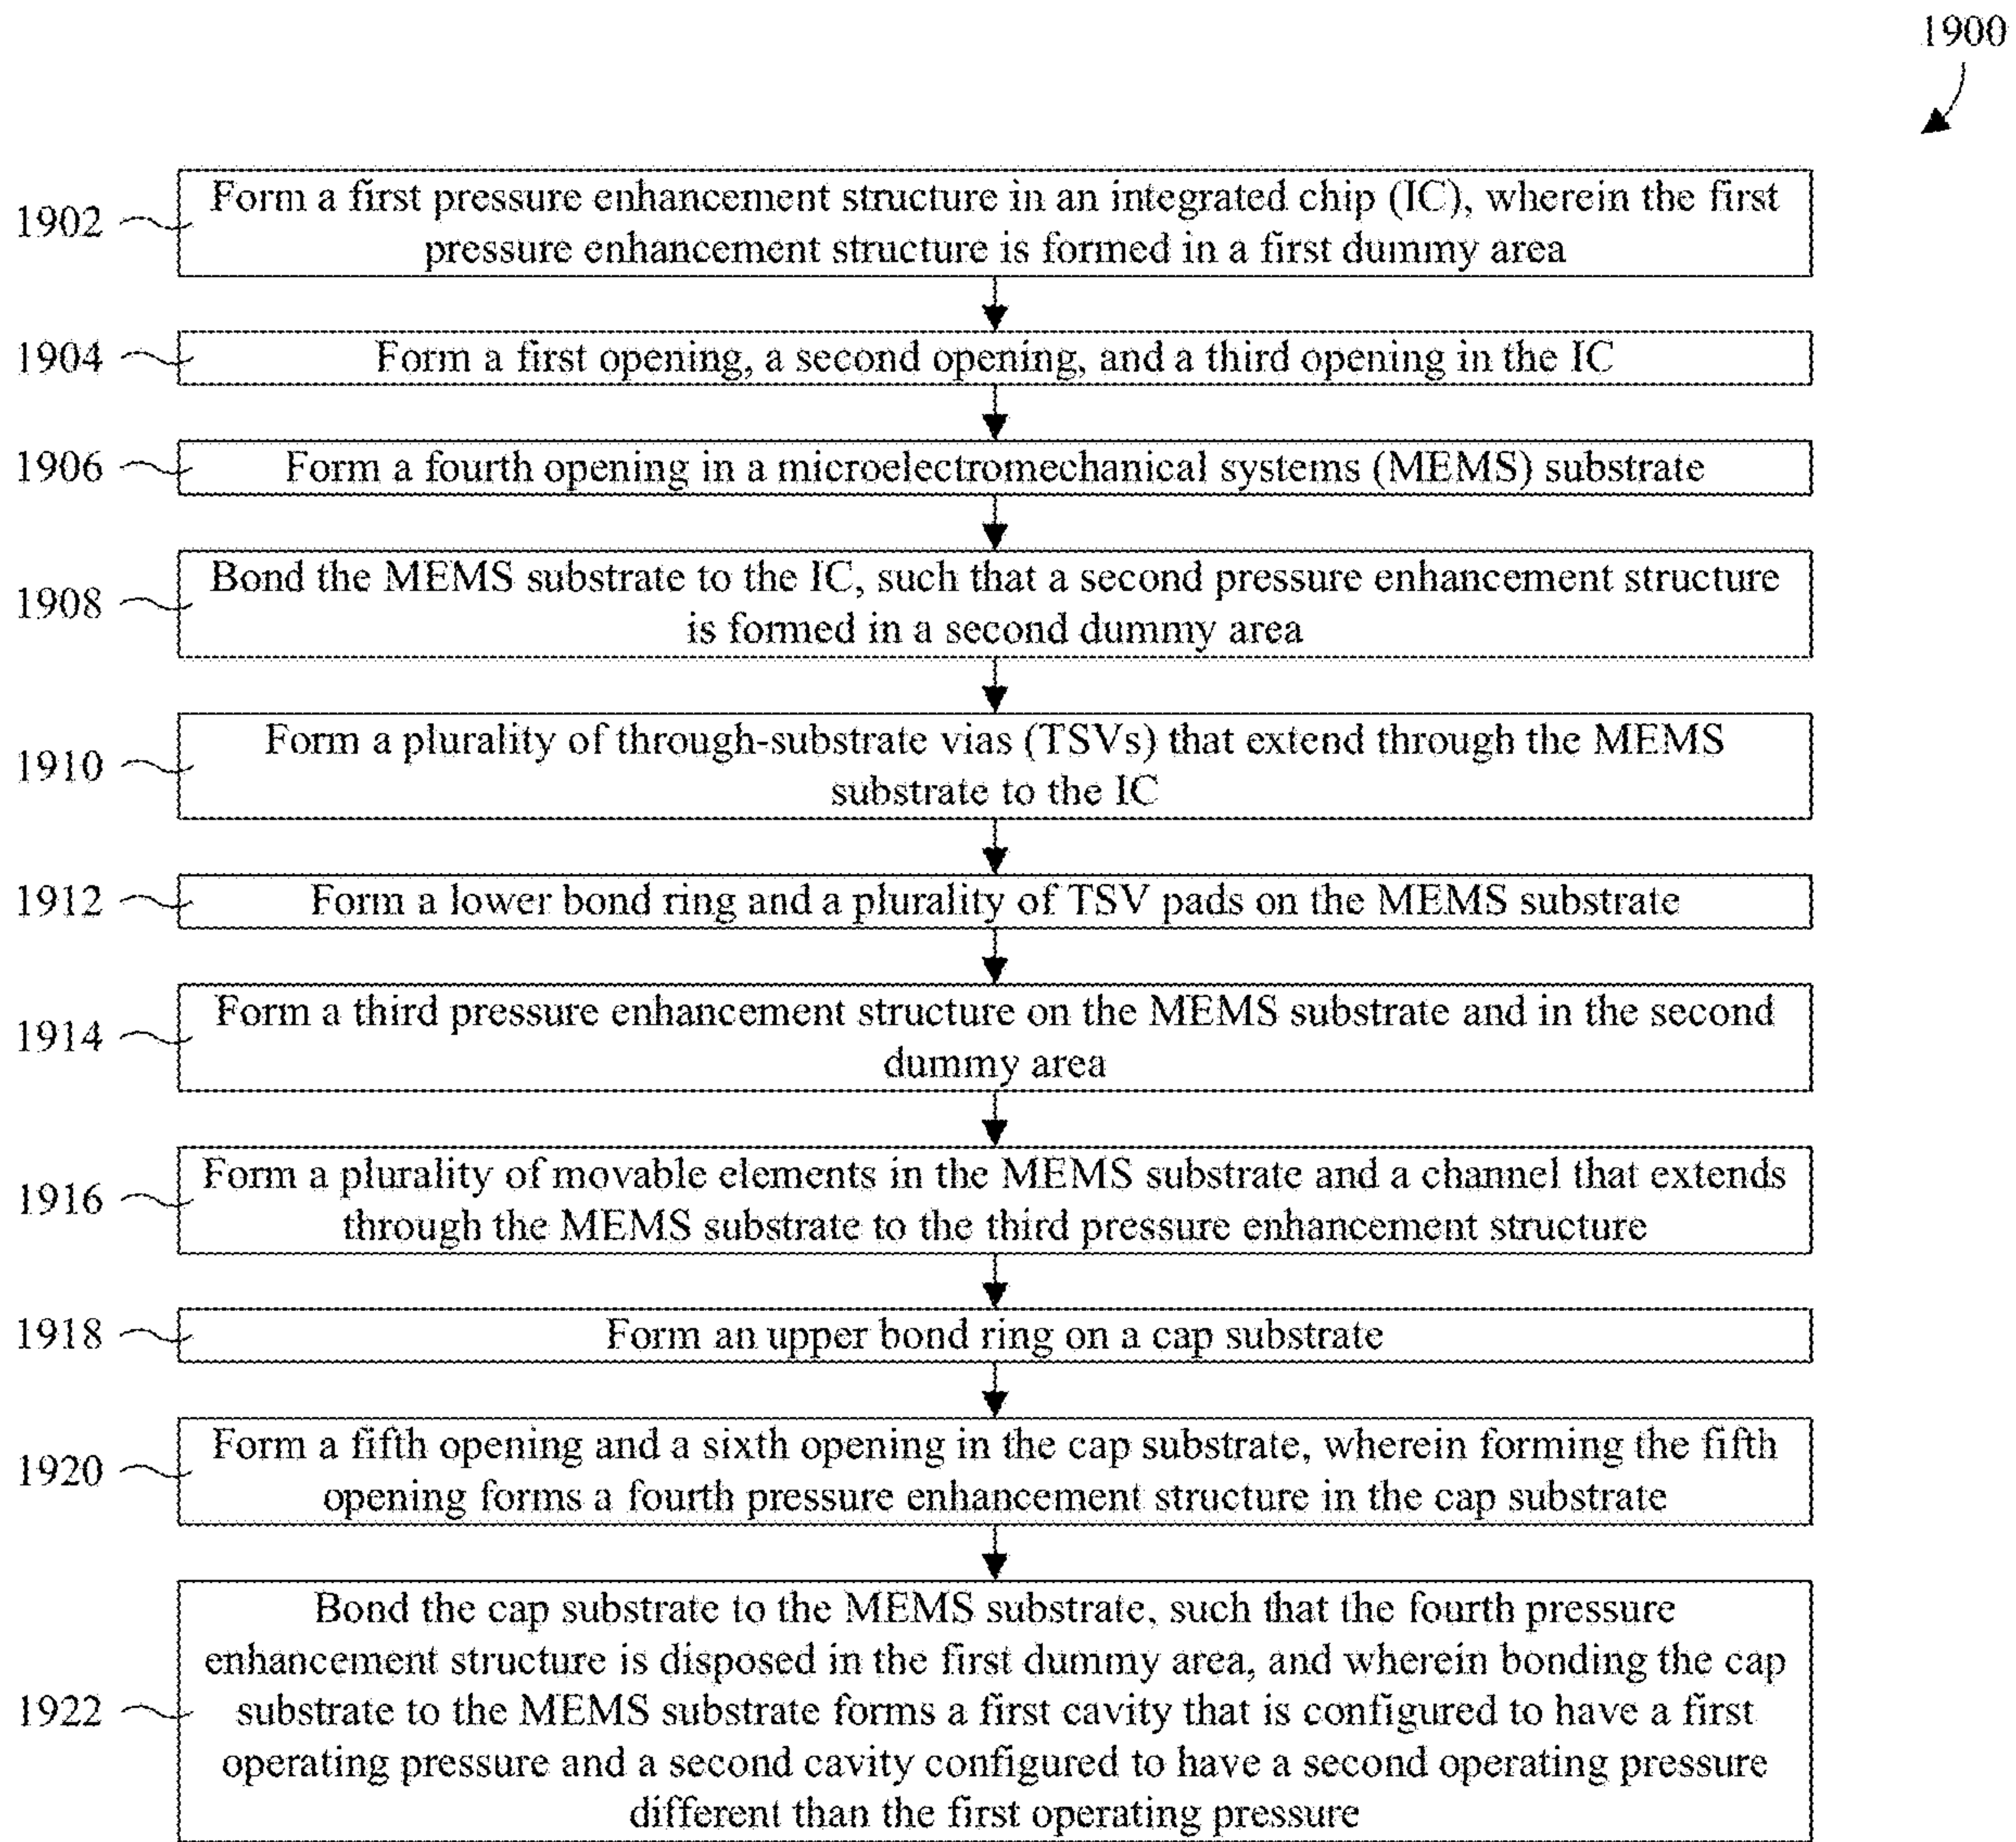 1900
1902
Form a first pressure enhancement structure in an integrated chip (IC), wherein the first
pressure enhancement structure is formed in a first dummy area
1904
Form a first opening, a second opening, and a third opening in the IC
1906
Form a fourth opening in a microelectromechanical systems (MEMS) substrate
1908
Bond the MEMS substrate to the IC, such that a second pressure enhancement structure
is formed in a second dummy area
1910
Form a plurality of through-substrate vias (TSVs) that extend through the MEMS
substrate to the IC
1912
Form a lower bond ring and a plurality of TSV pads on the MEMS substrate
1914
Form a third pressure enhancement structure on the MEMS substrate and in the second
dummy area
1916
Form a plurality of movable elements in the MEMS substrate and a channel that extends
through the MEMS substrate to the third pressure enhancement structure
1918
Form an upper bond ring on a cap substrate
1920
Form a fifth opening and a sixth opening in the cap substrate, wherein forming the fifth
opening forms a fourth pressure enhancement structure in the cap substrate
1922
Bond the cap substrate to the MEMS substrate, such that the fourth pressure
enhancement structure is disposed in the first dummy area, and wherein bonding the cap
substrate to the MEMS substrate forms a first cavity that is configured to have a first
operating pressure and a second cavity configured to have a second operating pressure
different than the first operating pressure